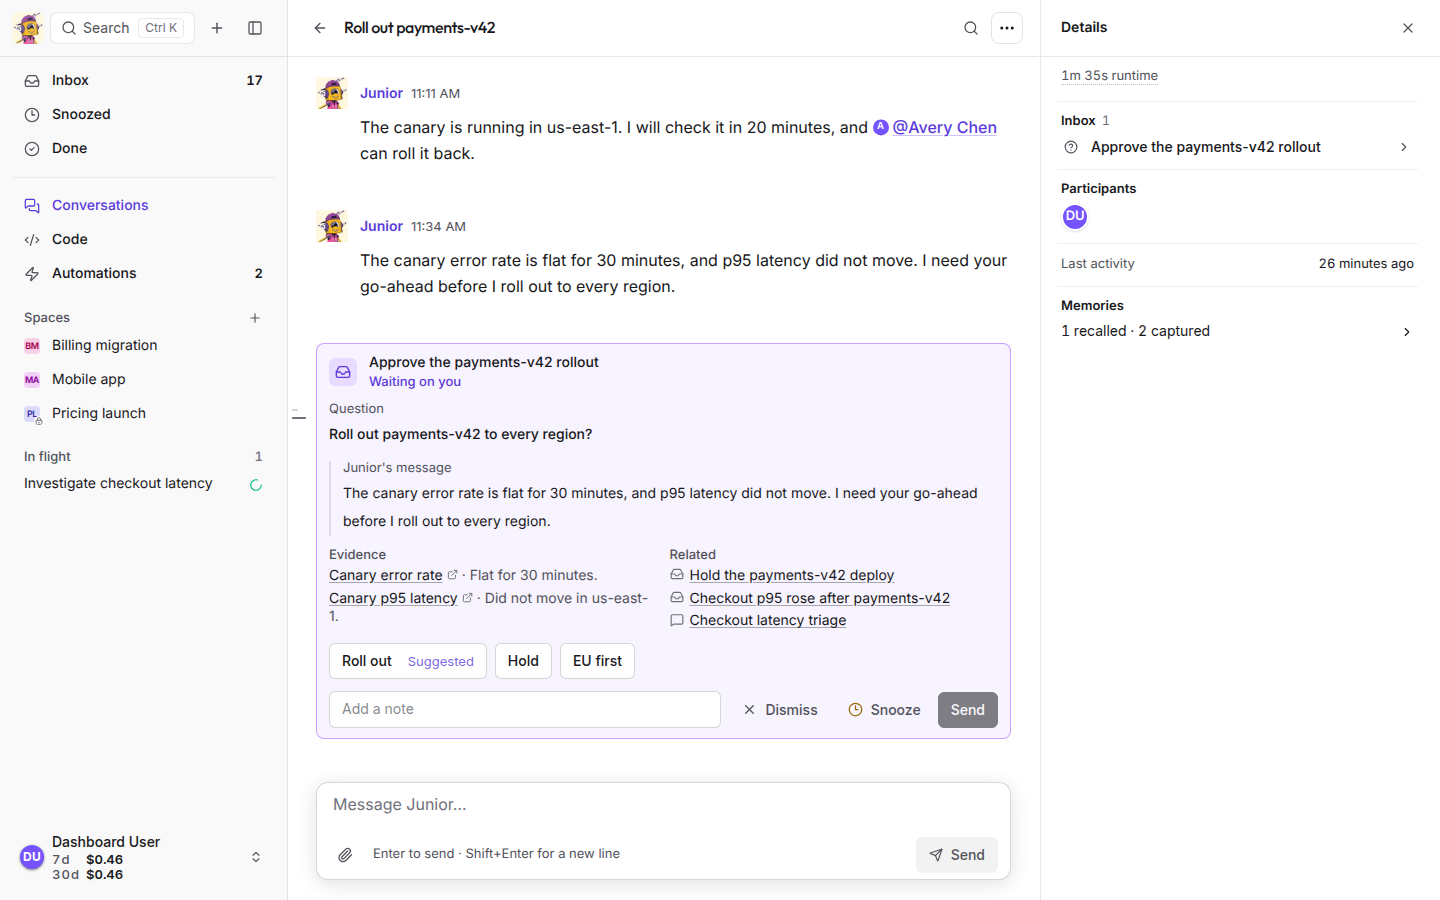 Search Ctrl K
Inbox 17
Snoozed
Done
Conversations
Code
Automations 2
Spaces
BM Billing migration
MA Mobile app
PL Pricing launch
In flight 1
Investigate checkout latency
DU Dashboard User
7d $0.46
30d $0.46
Roll out payments-v42
Junior 11:11 AM
The canary is running in us-east-1. I will check it in 20 minutes, and A @Avery Chen
can roll it back.
Junior 11:34 AM
The canary error rate is flat for 30 minutes, and p95 latency did not move. I need your
go-ahead before I roll out to every region.
Approve the payments-v42 rollout
Waiting on you
Question
Roll out payments-v42 to every region?
Junior's message
The canary error rate is flat for 30 minutes, and p95 latency did not move. I need your go-ahead
before I roll out to every region.
Evidence
Canary error rate · Flat for 30 minutes.
Canary p95 latency · Did not move in us-east-
1.
Related
Hold the payments-v42 deploy
Checkout p95 rose after payments-v42
Checkout latency triage
Roll out Suggested Hold EU first
Add a note Dismiss Snooze Send
Message Junior...
Enter to send · Shift+Enter for a new line Send
Details
1m 35s runtime
Inbox 1
Approve the payments-v42 rollout
Participants
DU
Last activity 26 minutes ago
Memories
1 recalled · 2 captured